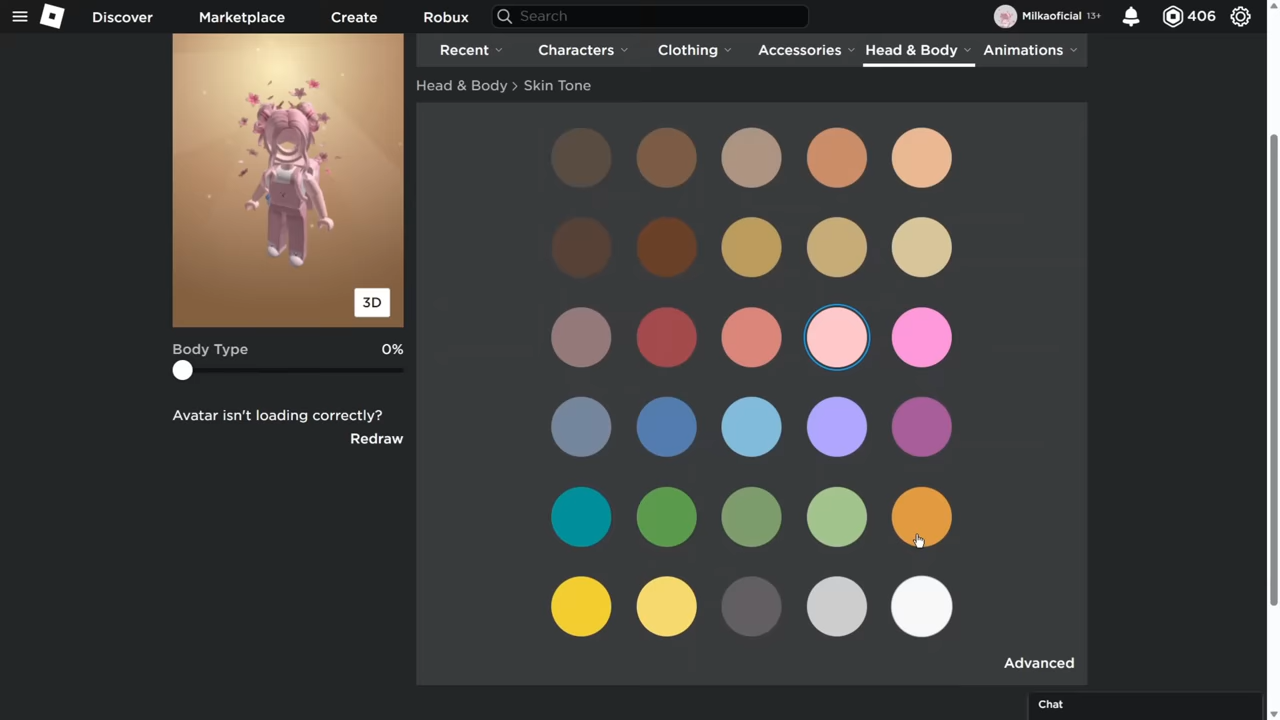 Discover Marketplace Create Robux Search Milkaoficial 13+ 406
Recent Characters Clothing Accessories Head & Body Animations
Head & Body > Skin Tone
3D
Body Type 0%
Avatar isn't loading correctly?
Redraw
Advanced
Chat